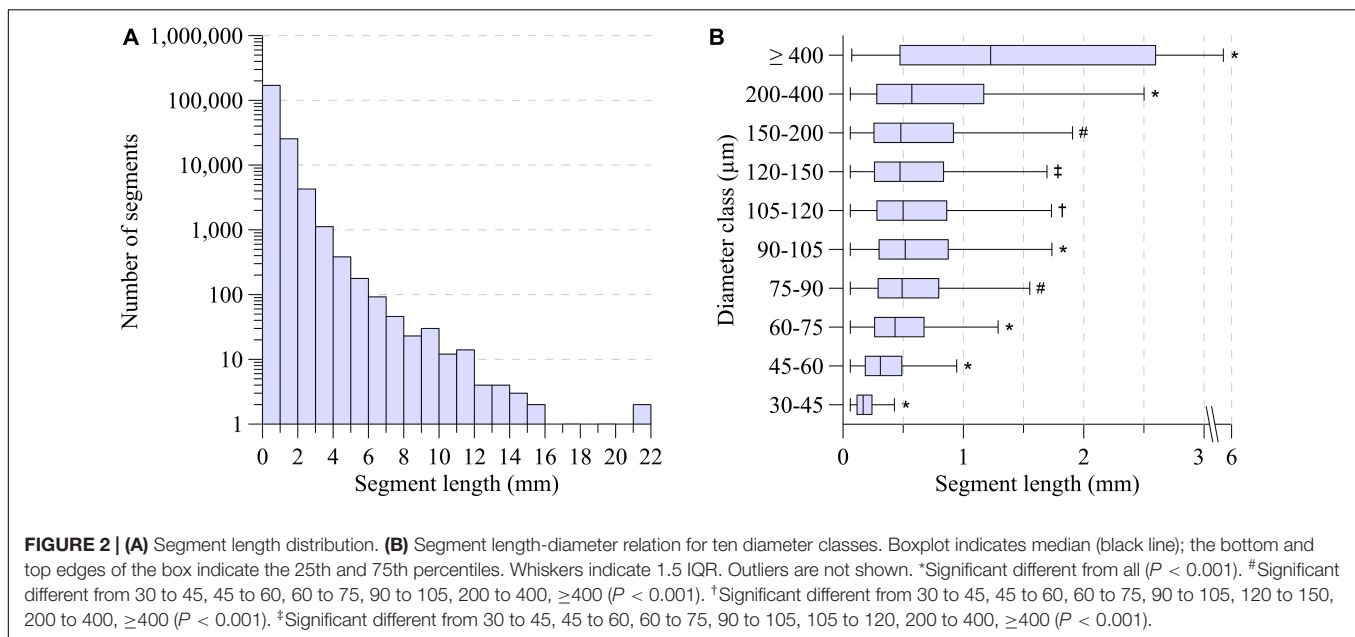 A
1,000,000
100,000
10,000
1,000
100
10
1
Number of segments
0 2 4 6 8 10 12 14 16 18 20 22
Segment length (mm)
B
≥ 400
200-400
150-200
120-150
105-120
90-105
75-90
60-75
45-60
30-45
Diameter class (µm)
*
*
#
‡
†
*
#
*
*
*
0 1 2 3 6
Segment length (mm)
FIGURE 2 | (A) Segment length distribution. (B) Segment length-diameter relation for ten diameter classes. Boxplot indicates median (black line); the bottom and
top edges of the box indicate the 25th and 75th percentiles. Whiskers indicate 1.5 IQR. Outliers are not shown. *Significant different from all (P < 0.001). #Significant
different from 30 to 45, 45 to 60, 60 to 75, 90 to 105, 200 to 400, ≥400 (P < 0.001). †Significant different from 30 to 45, 45 to 60, 60 to 75, 90 to 105, 120 to 150,
200 to 400, ≥400 (P < 0.001). ‡Significant different from 30 to 45, 45 to 60, 60 to 75, 90 to 105, 105 to 120, 200 to 400, ≥400 (P < 0.001).